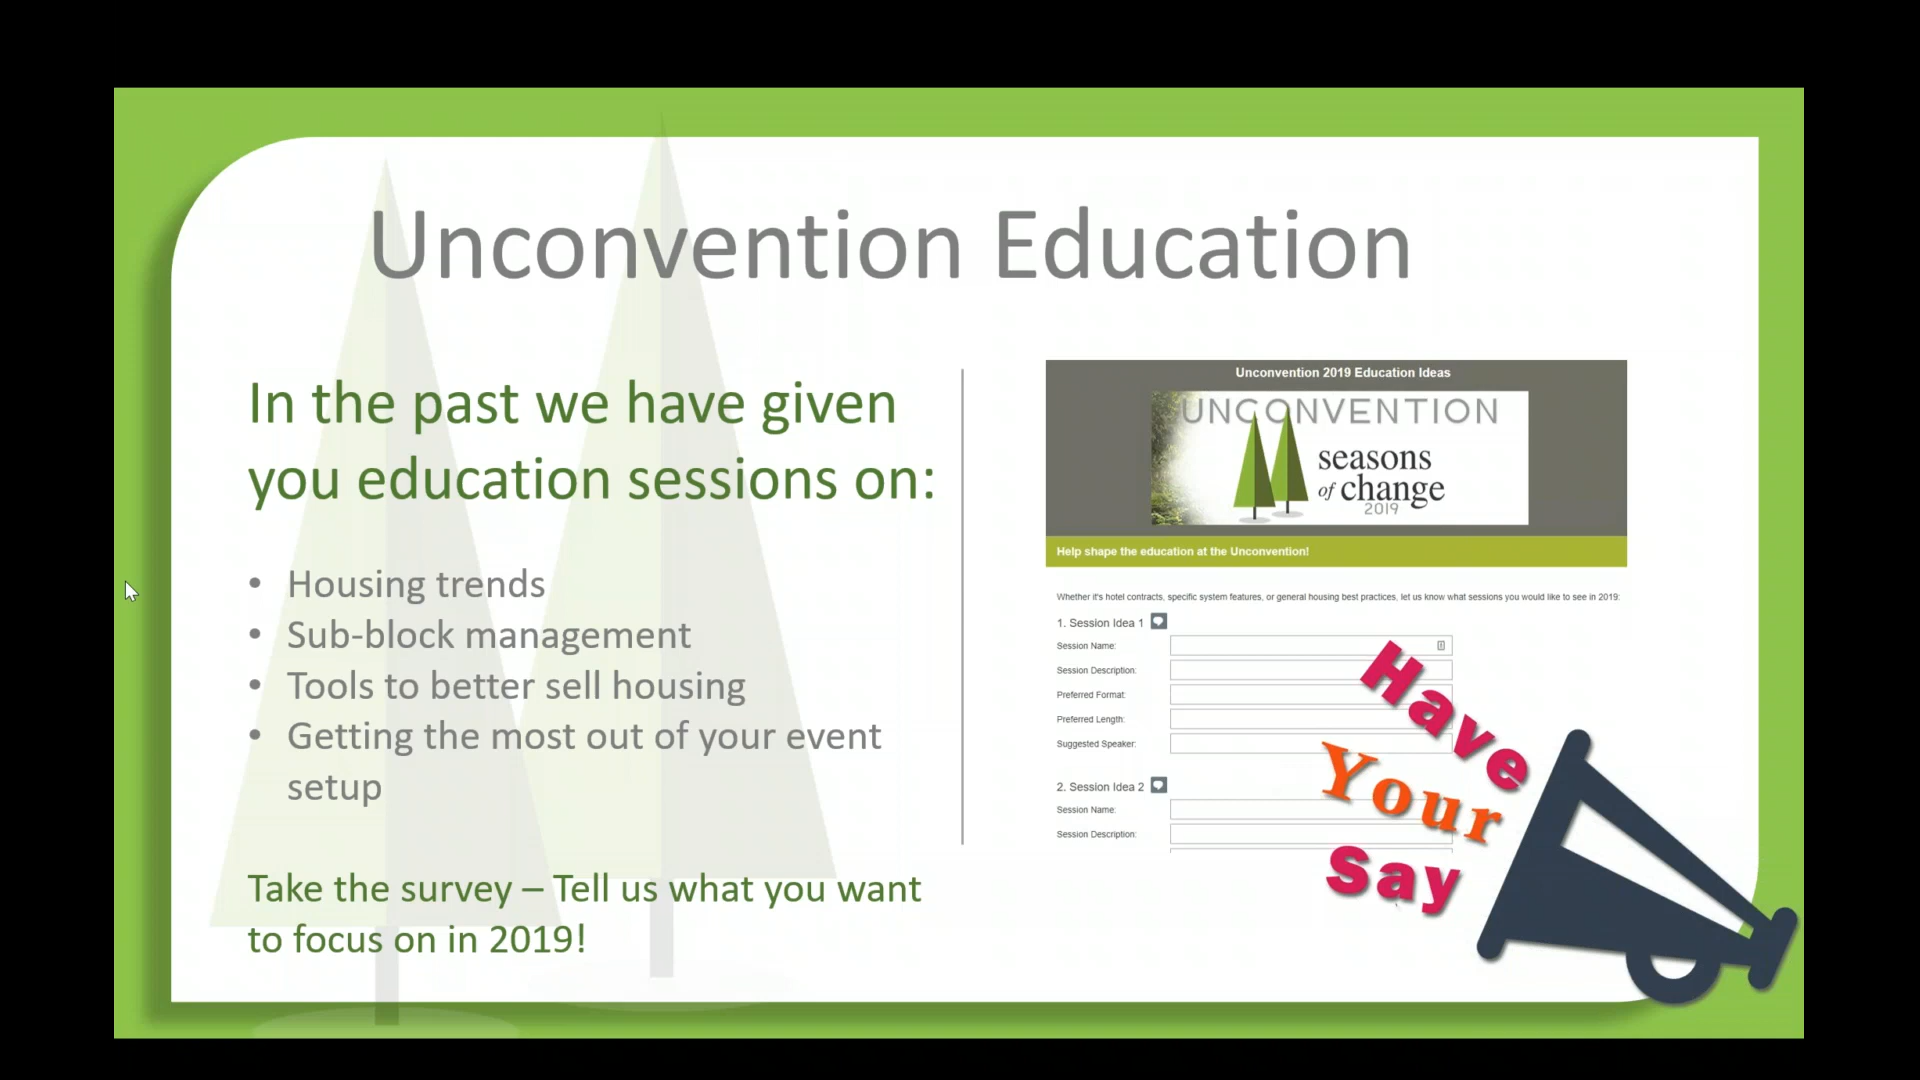 Unconvention Education
In the past we have given
you education sessions on:
• Housing trends
• Sub-block management
• Tools to better sell housing
• Getting the most out of your event
setup
Take the survey – Tell us what you want
to focus on in 2019!
Unconvention 2019 Education Ideas
UNCONVENTION
seasons
of change
2019
Help shape the education at the Unconvention!
Whether it's hotel contracts, specific system features, or general housing best practices, let us know what sessions you would like to see in 2019:
1. Session Idea 1
Session Name:
Session Description:
Preferred Format:
Preferred Length:
Suggested Speaker:
2. Session Idea 2
Session Name:
Session Description:
Have
Your
Say